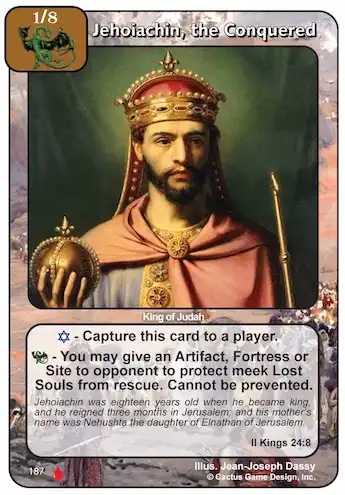 1/8
Jehoiachin, the Conquered
King of Judah
- Capture this card to a player.
- You may give an Artifact, Fortress or
Site to opponent to protect meek Lost
Souls from rescue. Cannot be prevented.
Jehoiachin was eighteen years old when he became king,
and he reigned three months in Jerusalem; and his mother's
name was Nehushta the daughter of Elnathan of Jerusalem.
II Kings 24:8
Illus. Jean-Joseph Dassy
187
© Cactus Game Design, Inc.